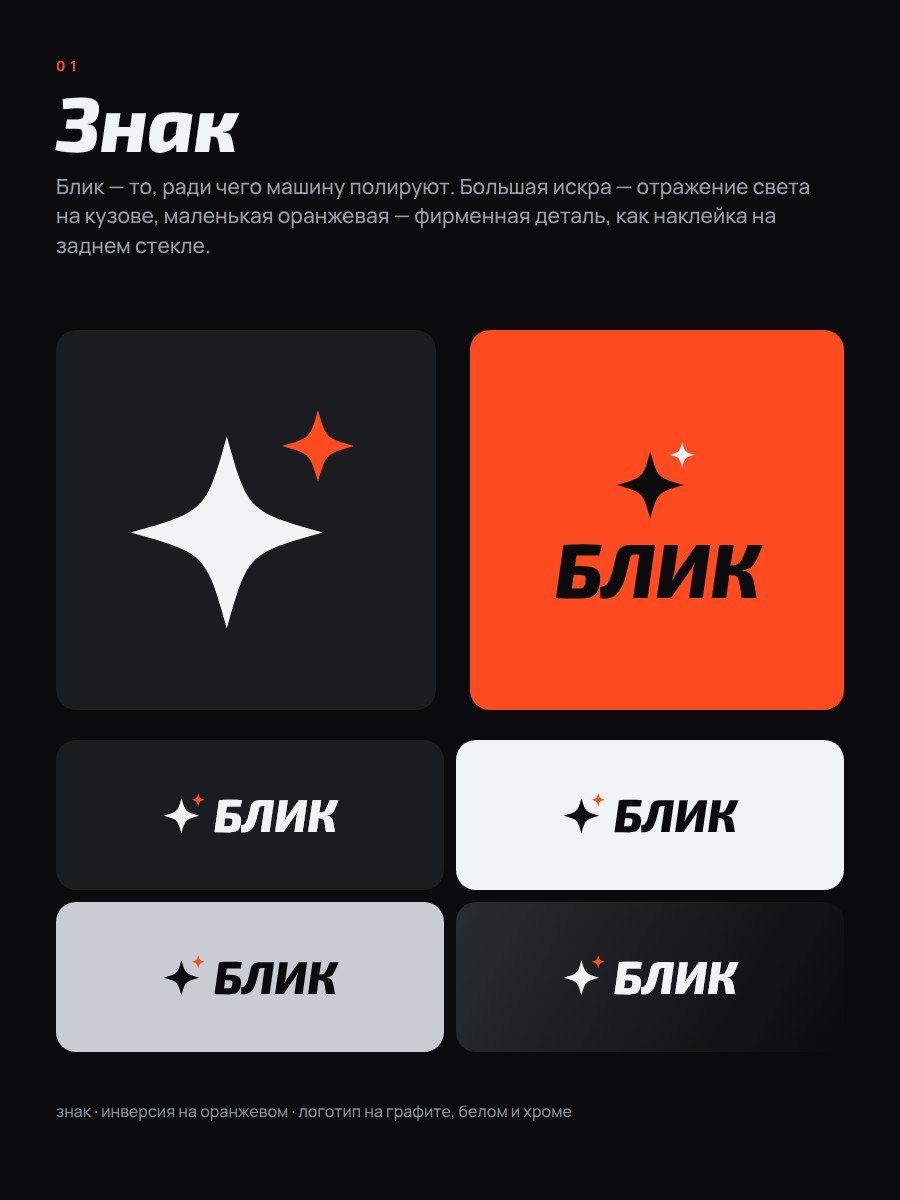 01
Знак
Блик — то, ради чего машину полируют. Большая искра — отражение света
на кузове, маленькая оранжевая — фирменная деталь, как наклейка на
заднем стекле.
БЛИК
БЛИК
БЛИК
БЛИК
БЛИК
знак · инверсия на оранжевом · логотип на графите, белом и хроме